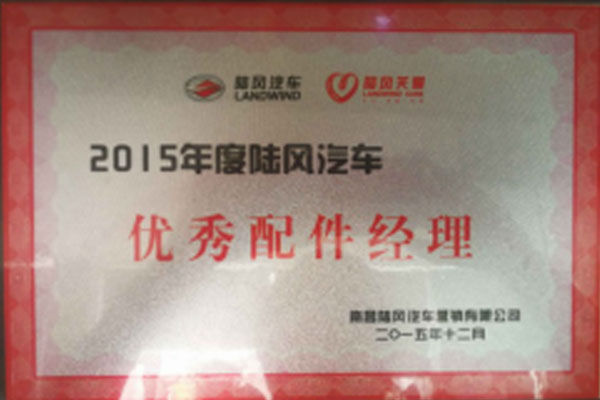 陆风汽车 陆风关爱
LANDWIND LANDWIND CARE
2015年度陆风汽车
优秀配件经理
南昌陆风汽车营销有限公司
二〇一五年十二月